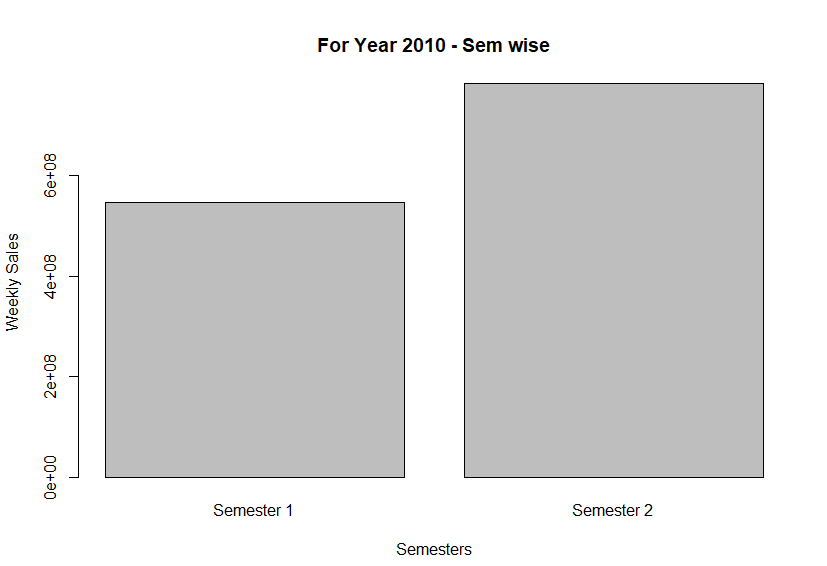 For Year 2010 - Sem wise
Weekly Sales
6e+08
4e+08
2e+08
0e+00
Semester 1
Semester 2
Semesters